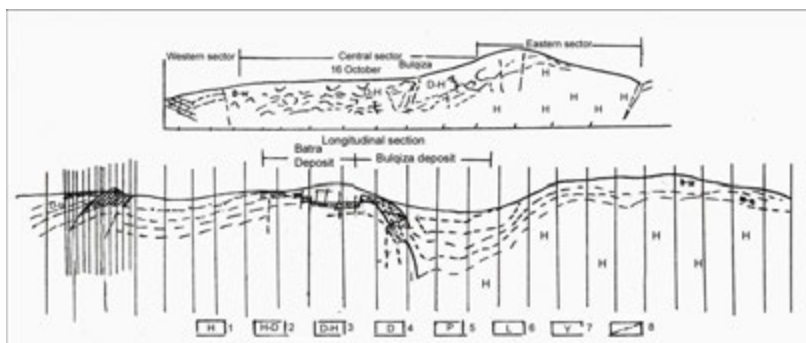 Western sector Central sector Eastern sector
16 October Bulqiza
D-H D-H D-H H
H H H H
Longitudinal section
Batra Bulqiza deposit
Deposit
H H
H H H
H
H 1 H-D 2 D-H 3 D 4 P 5 L 6 Y 7 8